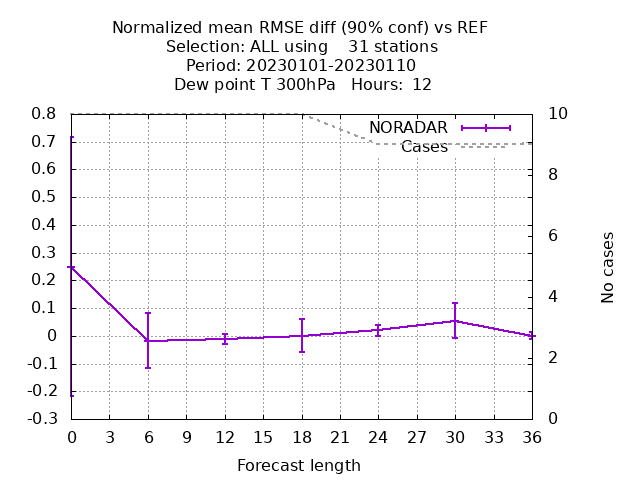 Normalized mean RMSE diff (90% conf) vs REF
Selection: ALL using    31 stations
Period: 20230101-20230110
Dew point T 300hPa   Hours:  12
NORADAR
Cases
0.8
0.7
0.6
0.5
0.4
0.3
0.2
0.1
0
-0.1
-0.2
-0.3
10
8
6
4
2
0
No cases
0 3 6 9 12 15 18 21 24 27 30 33 36
Forecast length